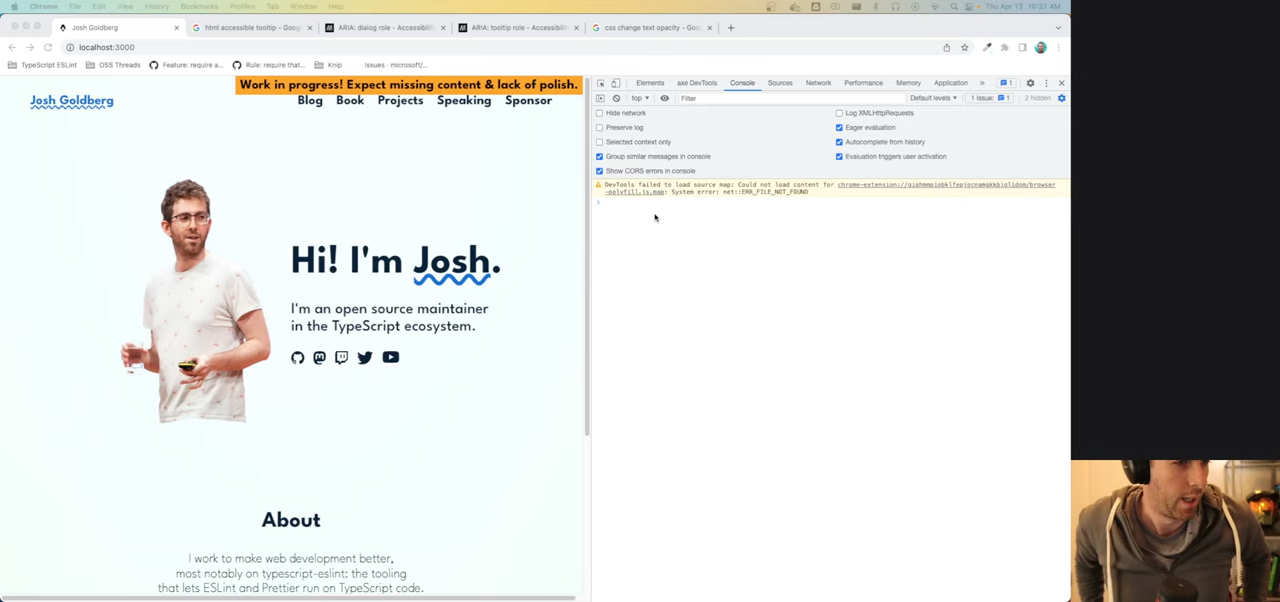 Chrome File Edit View History Bookmarks Profiles Tab Window Help Thu Apr 13 10:31 AM
Josh Goldberg
html accessible tooltip - Goog
ARIA: dialog role - Accessibilit
ARIA: tooltip role - Accessibilit
css change text opacity - Goo
localhost:3000
TypeScript ESLint
OSS Threads
Feature: require a...
Rule: require that...
Knip
Issues · microsoft/...
Work in progress! Expect missing content & lack of polish.
Josh Goldberg
Blog Book Projects Speaking Sponsor
Hi! I'm Josh.
I'm an open source maintainer
in the TypeScript ecosystem.
About
I work to make web development better,
most notably on typescript-eslint: the tooling
that lets ESLint and Prettier run on TypeScript code.
Elements axe DevTools Console Sources Network Performance Memory Application » 1
top Filter Default levels 1 Issue: 1 2 hidden
Hide network
Log XMLHttpRequests
Preserve log
Eager evaluation
Selected context only
Autocomplete from history
Group similar messages in console
Evaluation triggers user activation
Show CORS errors in console
DevTools failed to load source map: Could not load content for
-polyfill.js.map: System error: net::ERR_FILE_NOT_FOUND